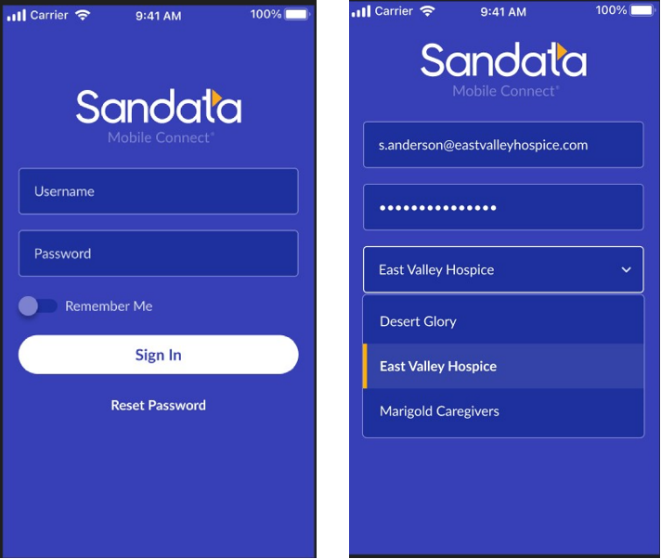 Carrier 9:41 AM 100%
Sandata
Mobile Connect®
Username
Password
Remember Me
Sign In
Reset Password
Carrier 9:41 AM 100%
Sandata
Mobile Connect®
s.anderson@eastvalleyhospice.com
•••••••••••••••
East Valley Hospice
Desert Glory
East Valley Hospice
Marigold Caregivers